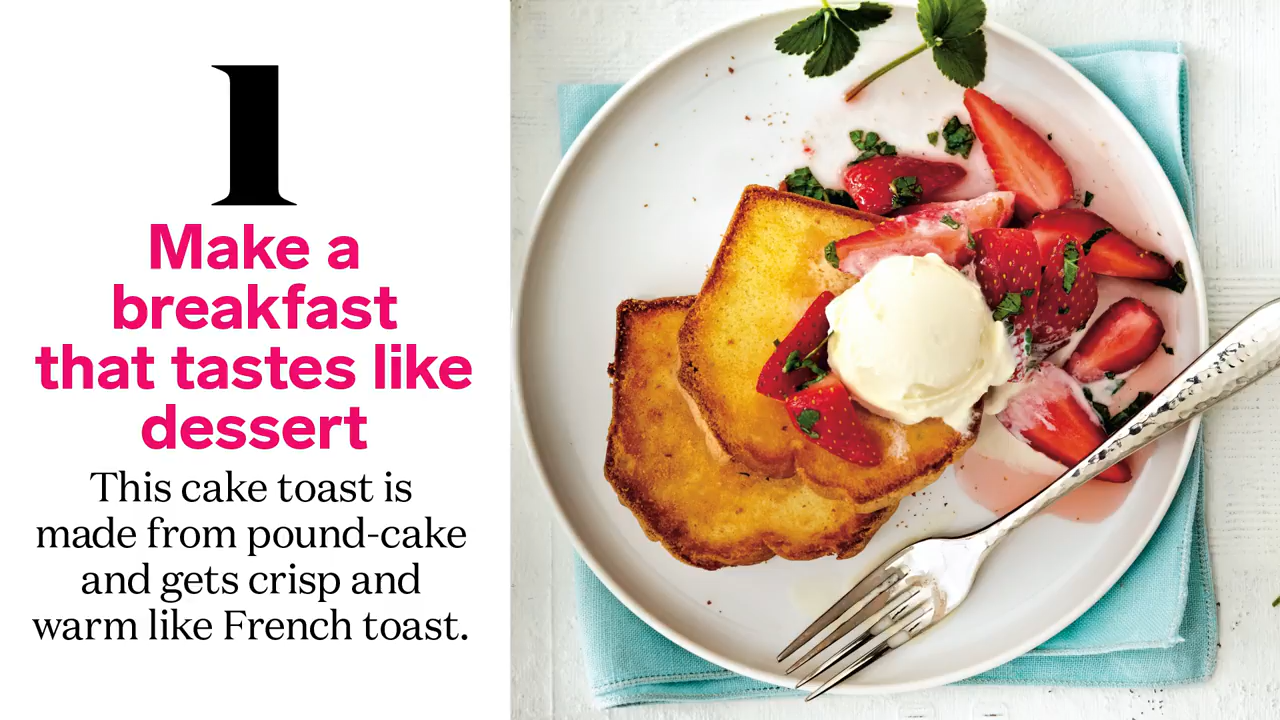 1
Make a
breakfast
that tastes like
dessert
This cake toast is
made from pound-cake
and gets crisp and
warm like French toast.